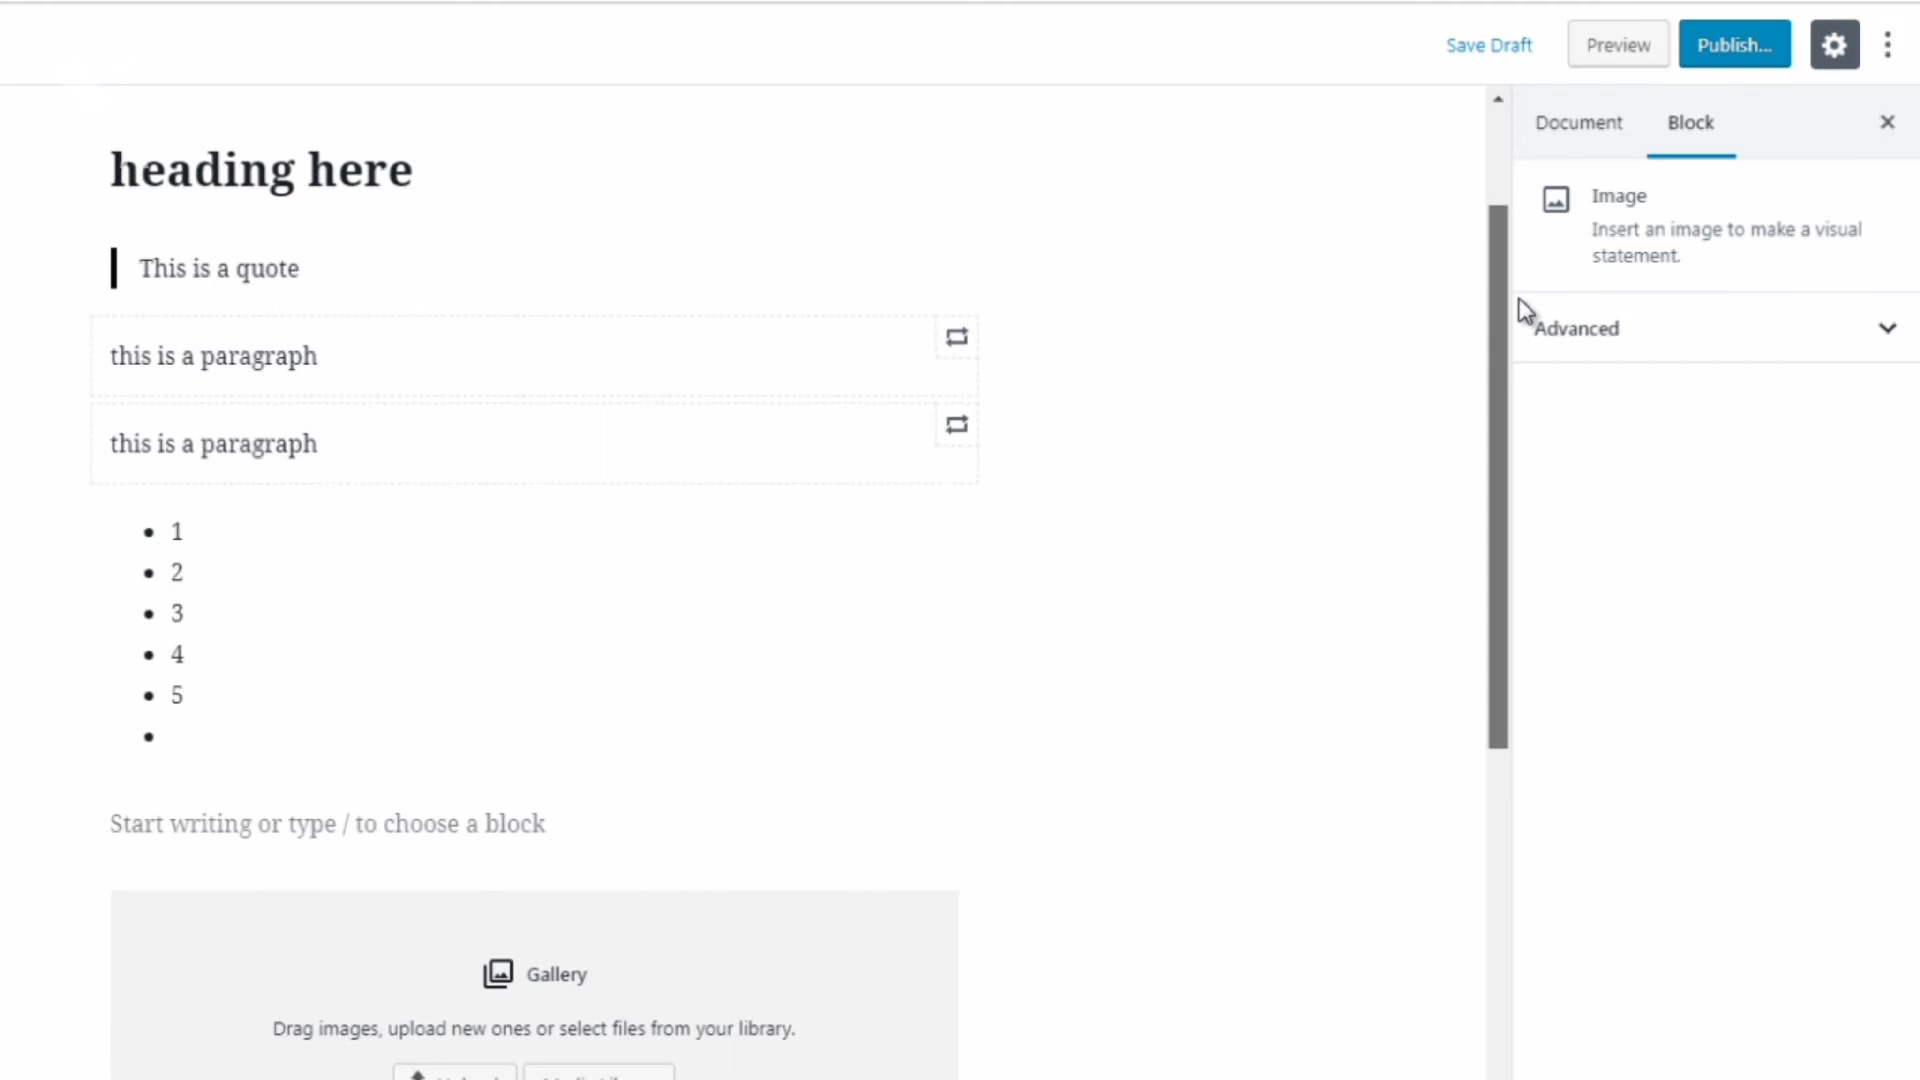 Save Draft
Preview
Publish...
Document
Block
Image
Insert an image to make a visual
statement.
Advanced
heading here
This is a quote
this is a paragraph
this is a paragraph
1
2
3
4
5
Start writing or type / to choose a block
Gallery
Drag images, upload new ones or select files from your library.